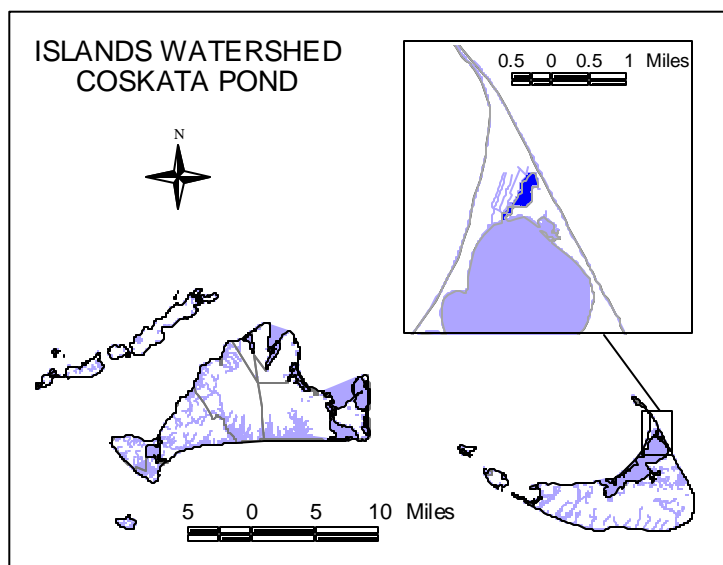 ISLANDS WATERSHED
COSKATA POND
N
0.5 0 0.5 1 Miles
5 0 5 10 Miles